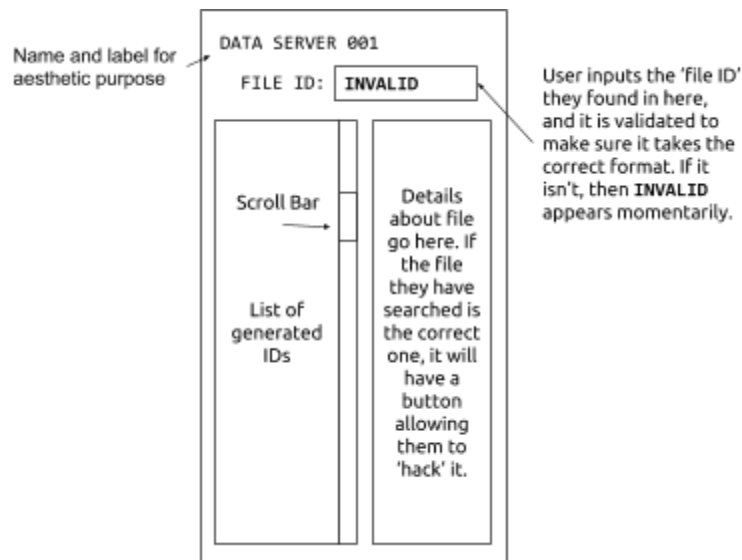 Name and label for
aesthetic purpose
DATA SERVER 001
FILE ID: INVALID
User inputs the 'file ID'
they found in here,
and it is validated to
make sure it takes the
correct format. If it
isn't, then INVALID
appears momentarily.
Scroll Bar
List of
generated
IDs
Details
about file
go here. If
the file
they have
searched is
the correct
one, it will
have a
button
allowing
them to
'hack' it.